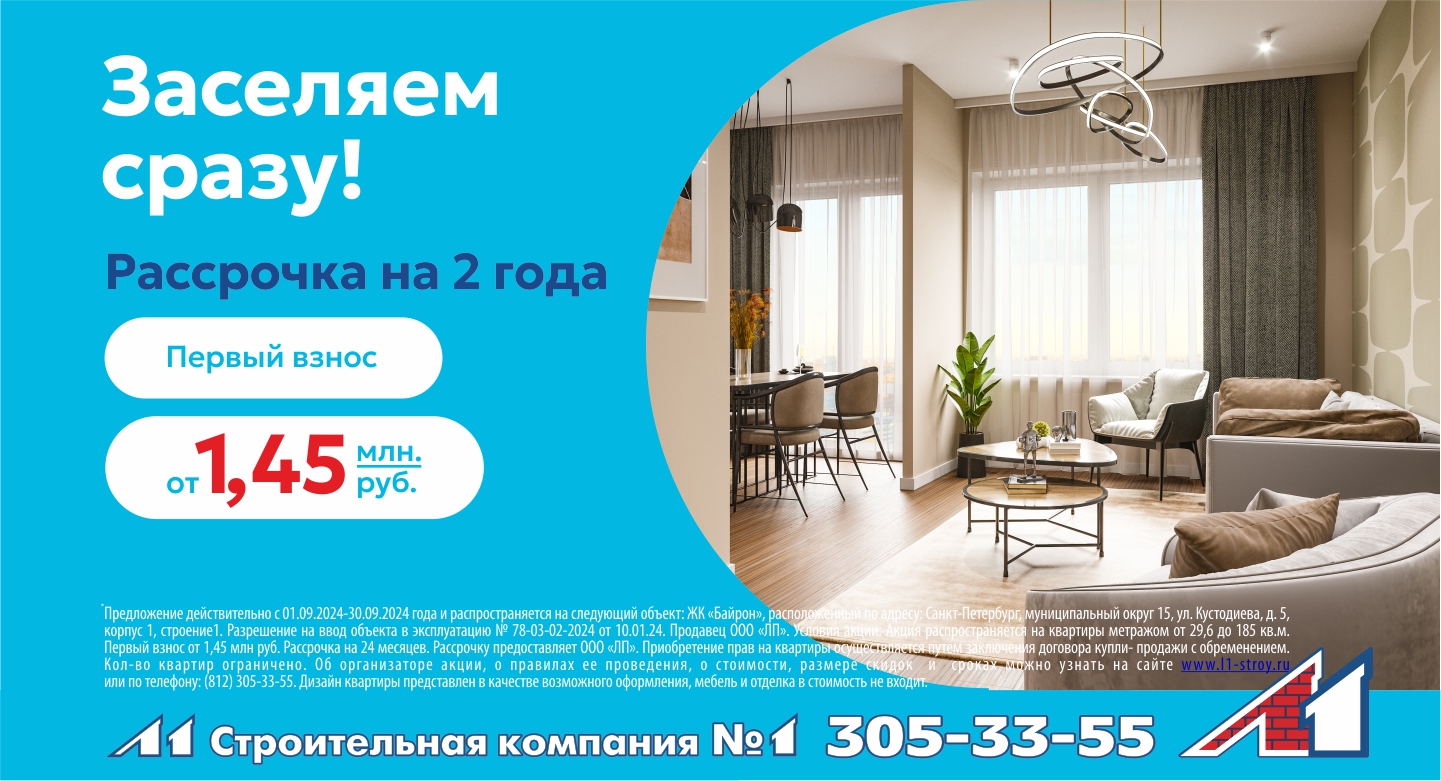 Заселяем
сразу!
Рассрочка на 2 года
Первый взнос
от 1,45 млн. руб.
*Предложение действительно с 01.09.2024-30.09.2024 года и распространяется на следующий объект: ЖК «Байрон», расположенный по адресу: Санкт-Петербург, муниципальный округ 15, ул. Кустодиева, д. 5,
корпус 1, строение1. Разрешение на ввод объекта в эксплуатацию № 78-03-02-2024 от 10.01.24. Продавец ООО «ЛП». Условия акции: Акция распространяется на квартиры метражом от 29,6 до 185 кв.м.
Первый взнос от 1,45 млн руб. Рассрочка на 24 месяцев. Рассрочку предоставляет ООО «ЛП». Приобретение прав на квартиры осуществляется путем заключения договора купли- продажи с обременением.
Кол-во квартир ограничено. Об организаторе акции, о правилах ее проведения, о стоимости, размере скидок и сроках можно узнать на сайте www.l1-stroy.ru
или по телефону: (812) 305-33-55. Дизайн квартиры представлен в качестве возможного оформления, мебель и отделка в стоимость не входит.
Л1 Строительная компания №1 305-33-55 Л1